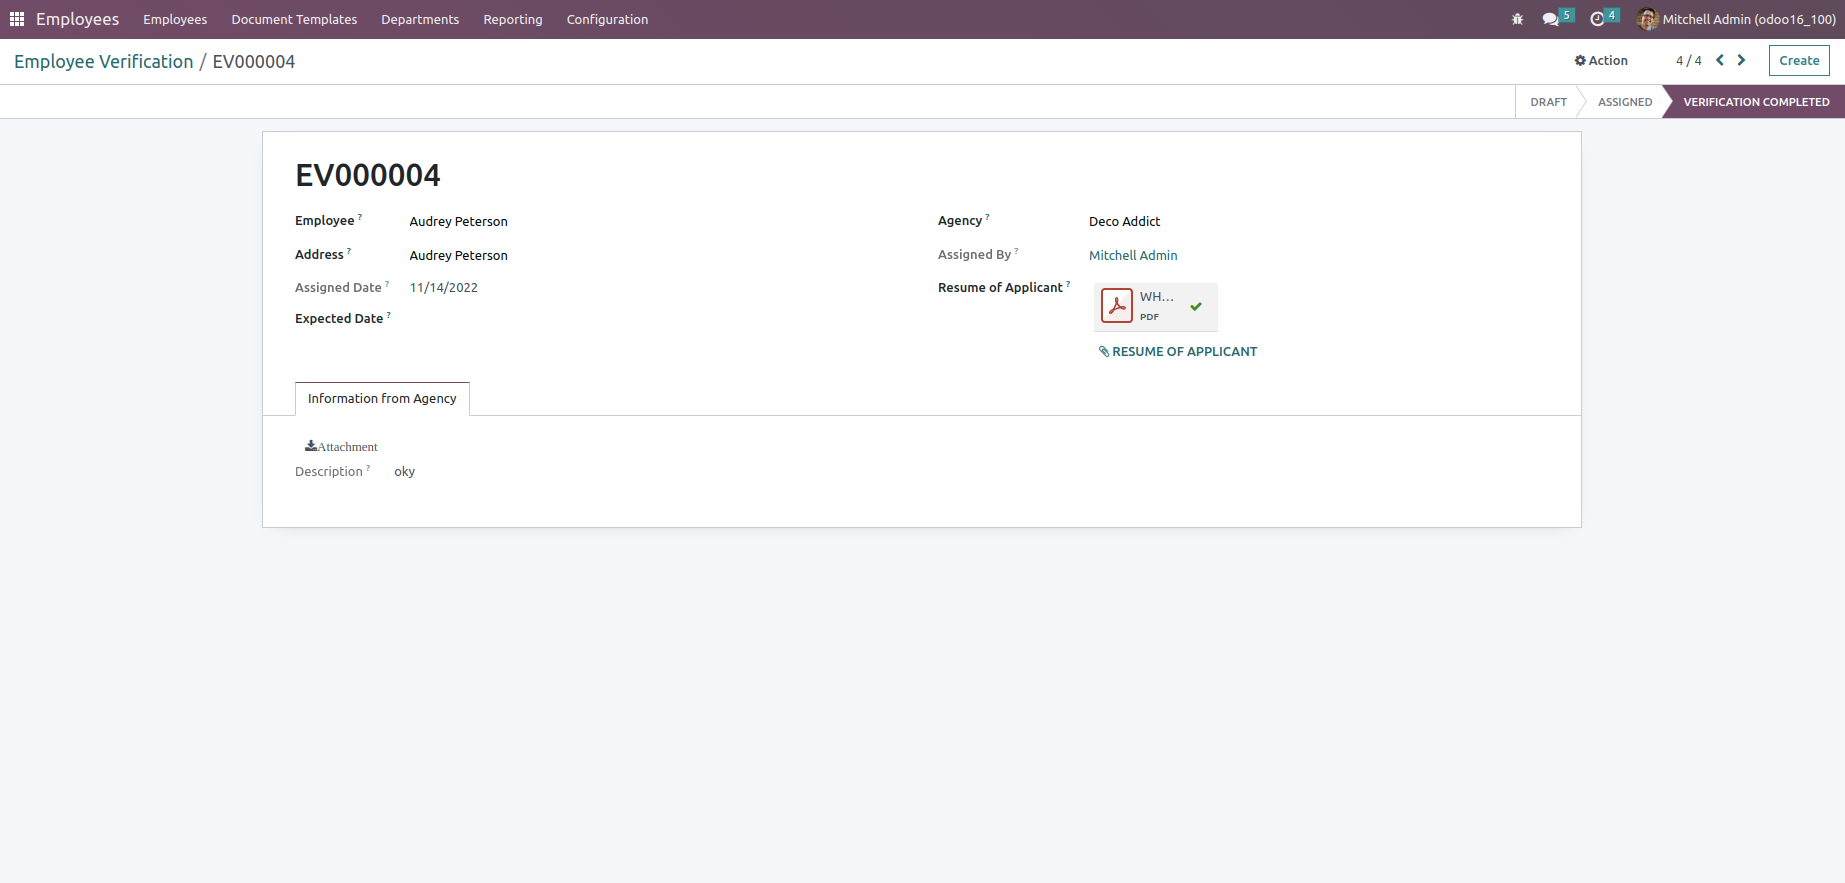 Employees Employees Document Templates Departments Reporting Configuration 5 4 Mitchell Admin (odoo16_100)
Employee Verification / EV000004 Action 4 / 4 Create
DRAFT ASSIGNED VERIFICATION COMPLETED
EV000004
Employee ? Audrey Peterson
Address ? Audrey Peterson
Assigned Date ? 11/14/2022
Expected Date ?
Agency ? Deco Addict
Assigned By ? Mitchell Admin
Resume of Applicant ? WH...
PDF
RESUME OF APPLICANT
Information from Agency
Attachment
Description ? oky